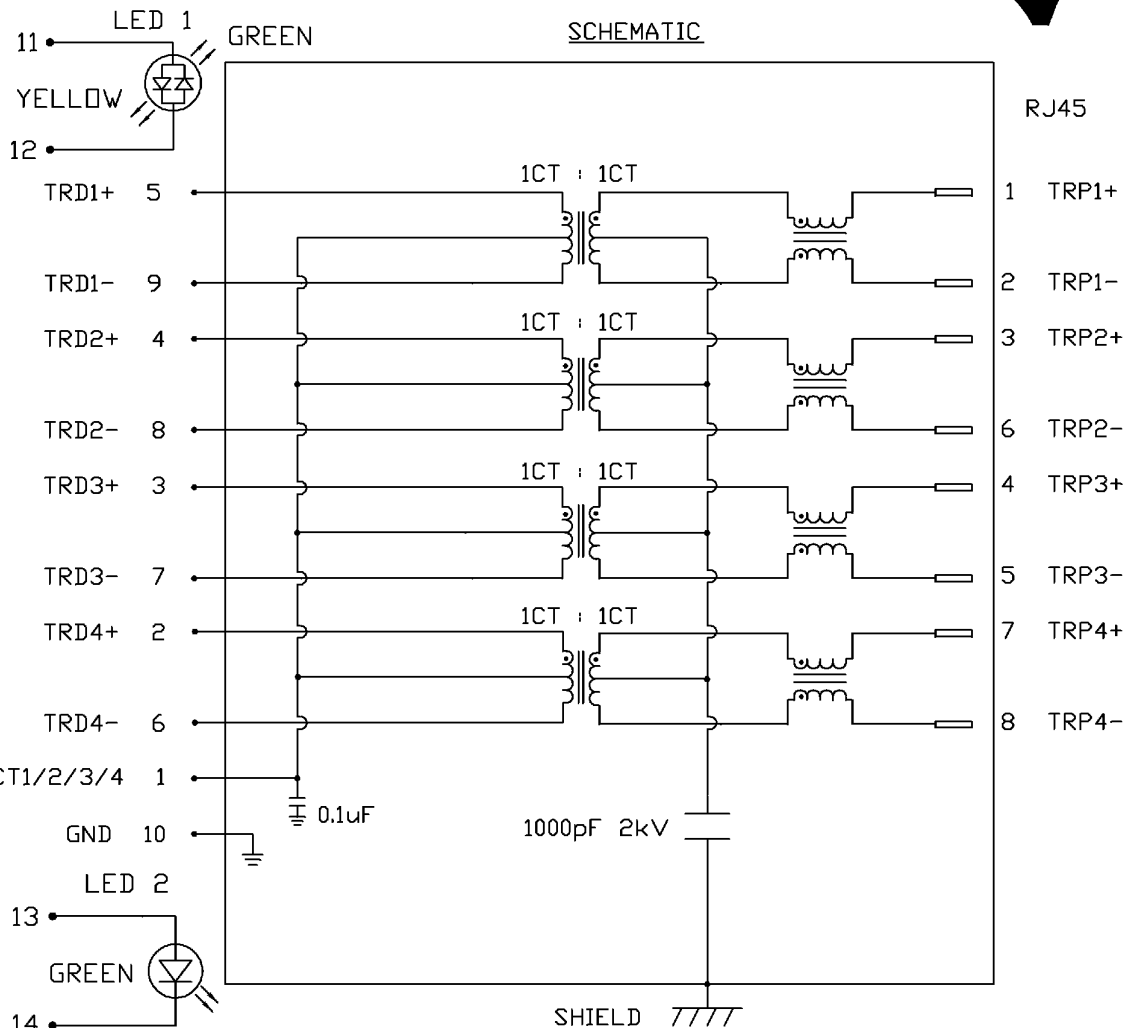 LED 1
SCHEMATIC
11
GREEN
YELLOW
RJ45
12
1CT : 1CT
TRD1+ 5
1 TRP1+
TRD1- 9
2 TRP1-
1CT : 1CT
TRD2+ 4
3 TRP2+
TRD2- 8
6 TRP2-
1CT : 1CT
TRD3+ 3
4 TRP3+
TRD3- 7
5 TRP3-
1CT : 1CT
TRD4+ 2
7 TRP4+
TRD4- 6
8 TRP4-
CT1/2/3/4 1
0.1uF
1000pF 2kV
GND 10
LED 2
13
GREEN
14
SHIELD